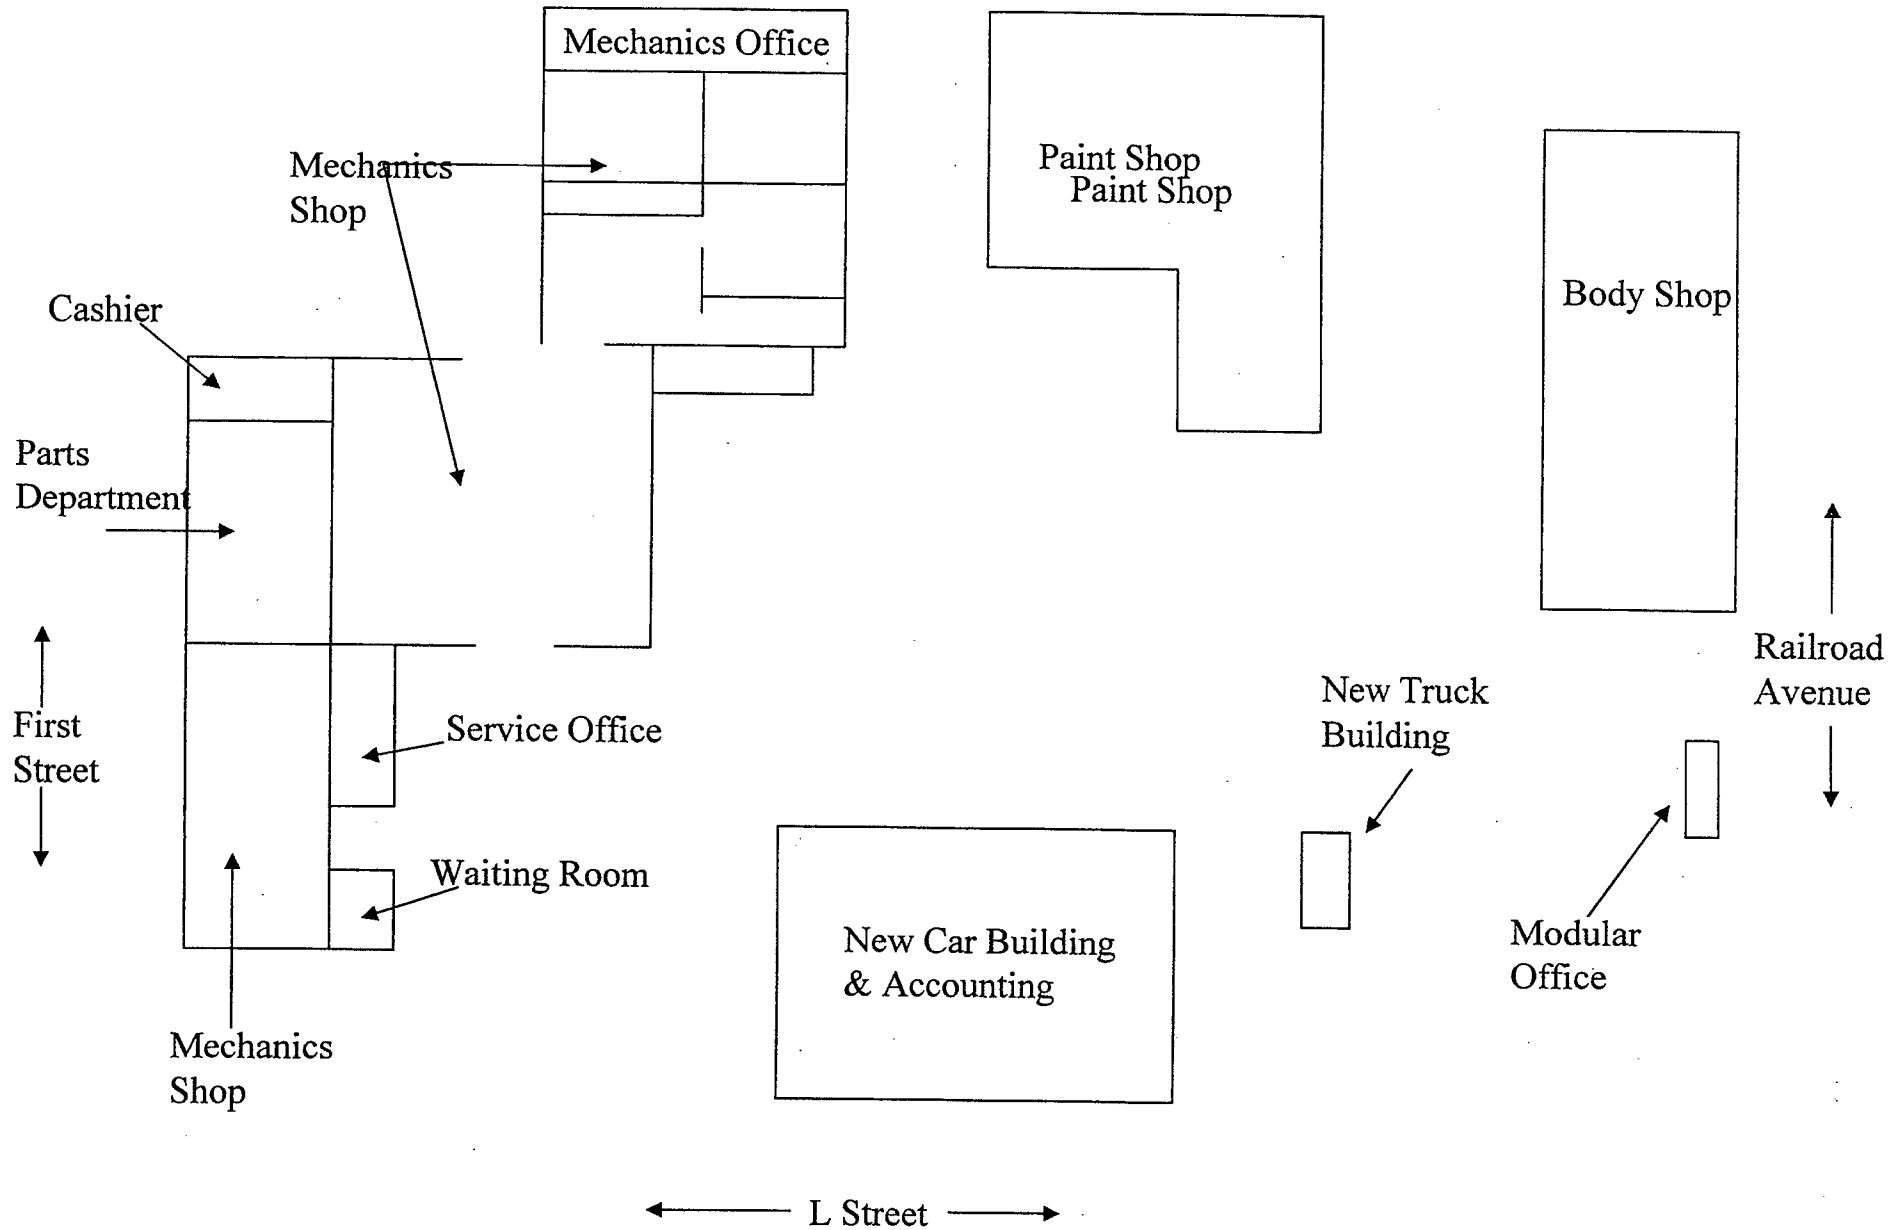 Mechanics Office
Mechanics
Shop
Paint Shop
Paint Shop
Body Shop
Cashier
Parts
Department
First
Street
Service Office
Waiting Room
Mechanics
Shop
New Car Building
& Accounting
New Truck
Building
Modular
Office
Railroad
Avenue
L Street